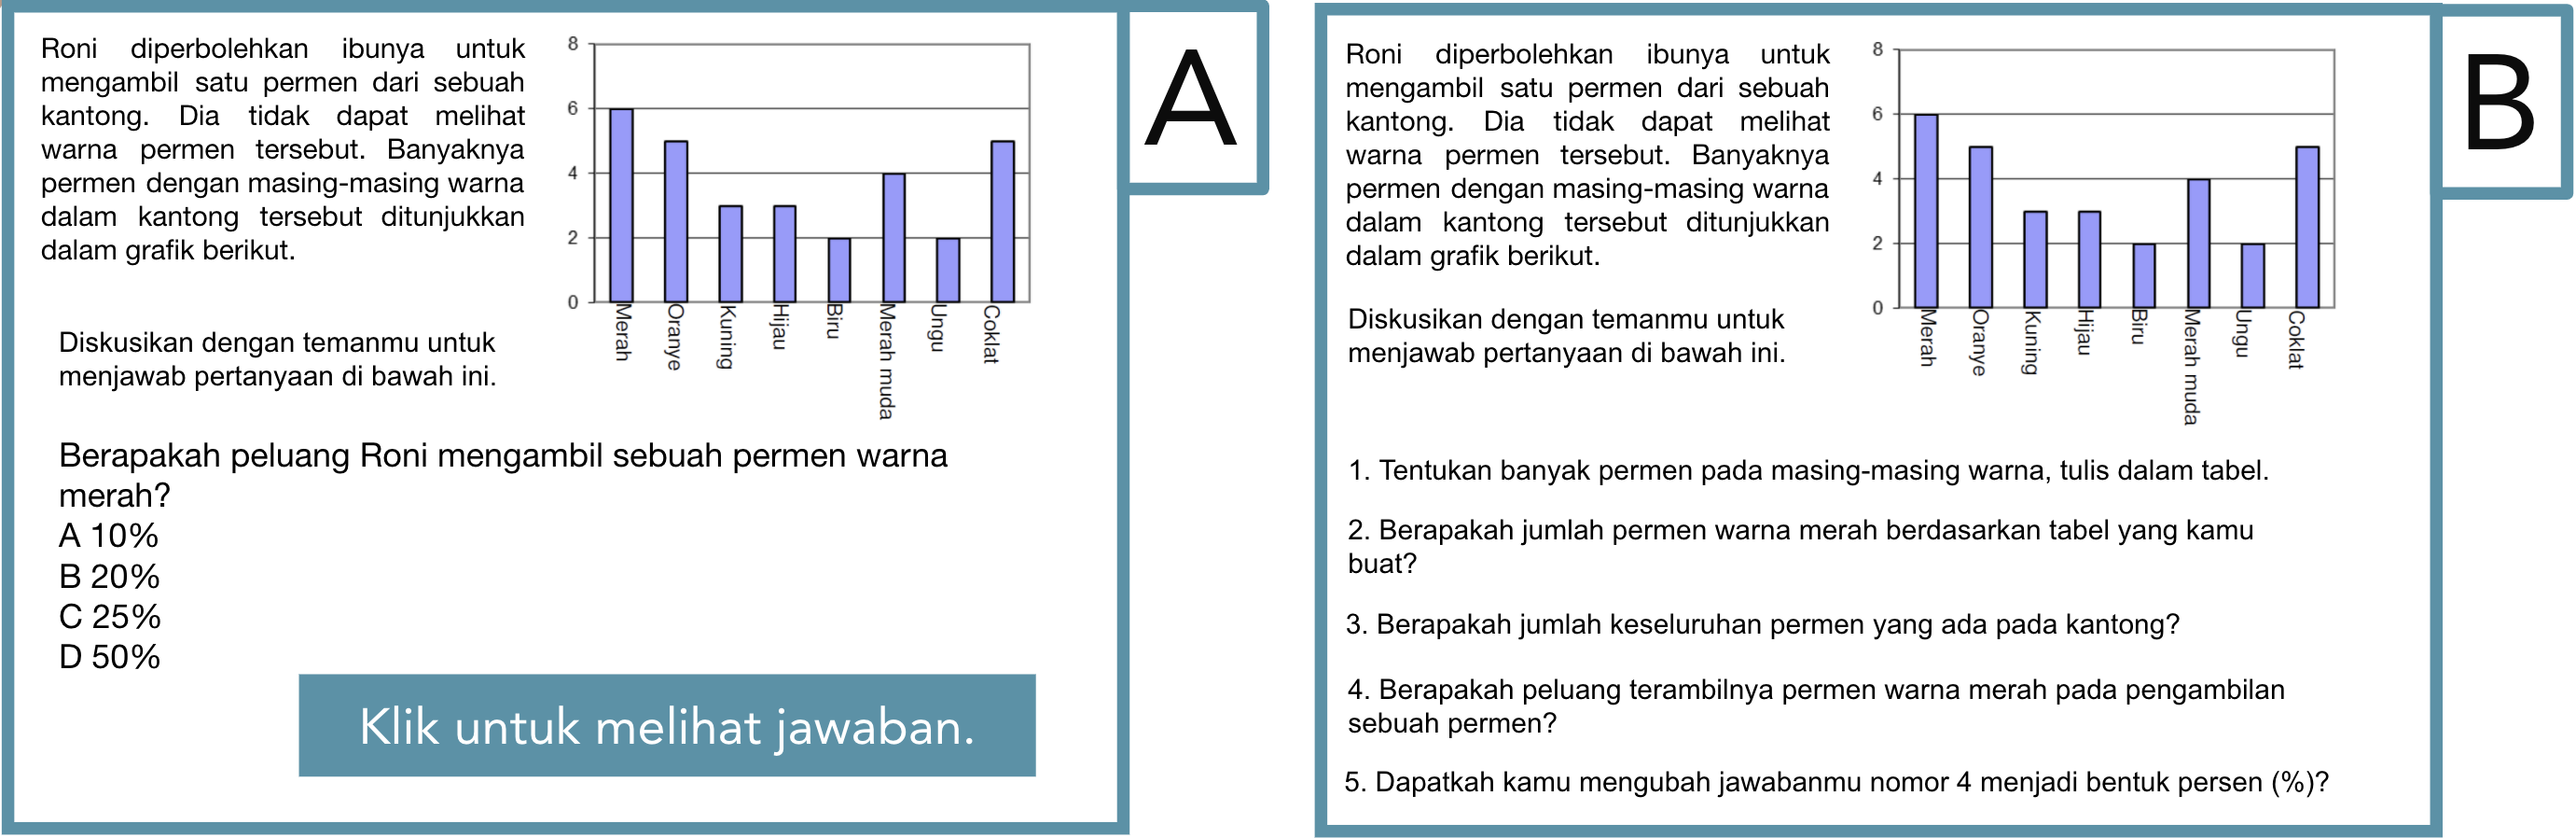 A
Roni diperbolehkan ibunya untuk
mengambil satu permen dari sebuah
kantong. Dia tidak dapat melihat
warna permen tersebut. Banyaknya
permen dengan masing-masing warna
dalam kantong tersebut ditunjukkan
dalam grafik berikut.
8
6
4
2
0
Merah
Oranye
Kuning
Hijau
Biru
Merah muda
Ungu
Coklat
Diskusikan dengan temanmu untuk
menjawab pertanyaan di bawah ini.
Berapakah peluang Roni mengambil sebuah permen warna
merah?
A 10%
B 20%
C 25%
D 50%
Klik untuk melihat jawaban.
B
Roni diperbolehkan ibunya untuk
mengambil satu permen dari sebuah
kantong. Dia tidak dapat melihat
warna permen tersebut. Banyaknya
permen dengan masing-masing warna
dalam kantong tersebut ditunjukkan
dalam grafik berikut.
8
6
4
2
0
Merah
Oranye
Kuning
Hijau
Biru
Merah muda
Ungu
Coklat
Diskusikan dengan temanmu untuk
menjawab pertanyaan di bawah ini.
1. Tentukan banyak permen pada masing-masing warna, tulis dalam tabel.
2. Berapakah jumlah permen warna merah berdasarkan tabel yang kamu
buat?
3. Berapakah jumlah keseluruhan permen yang ada pada kantong?
4. Berapakah peluang terambilnya permen warna merah pada pengambilan
sebuah permen?
5. Dapatkah kamu mengubah jawabanmu nomor 4 menjadi bentuk persen (%)?